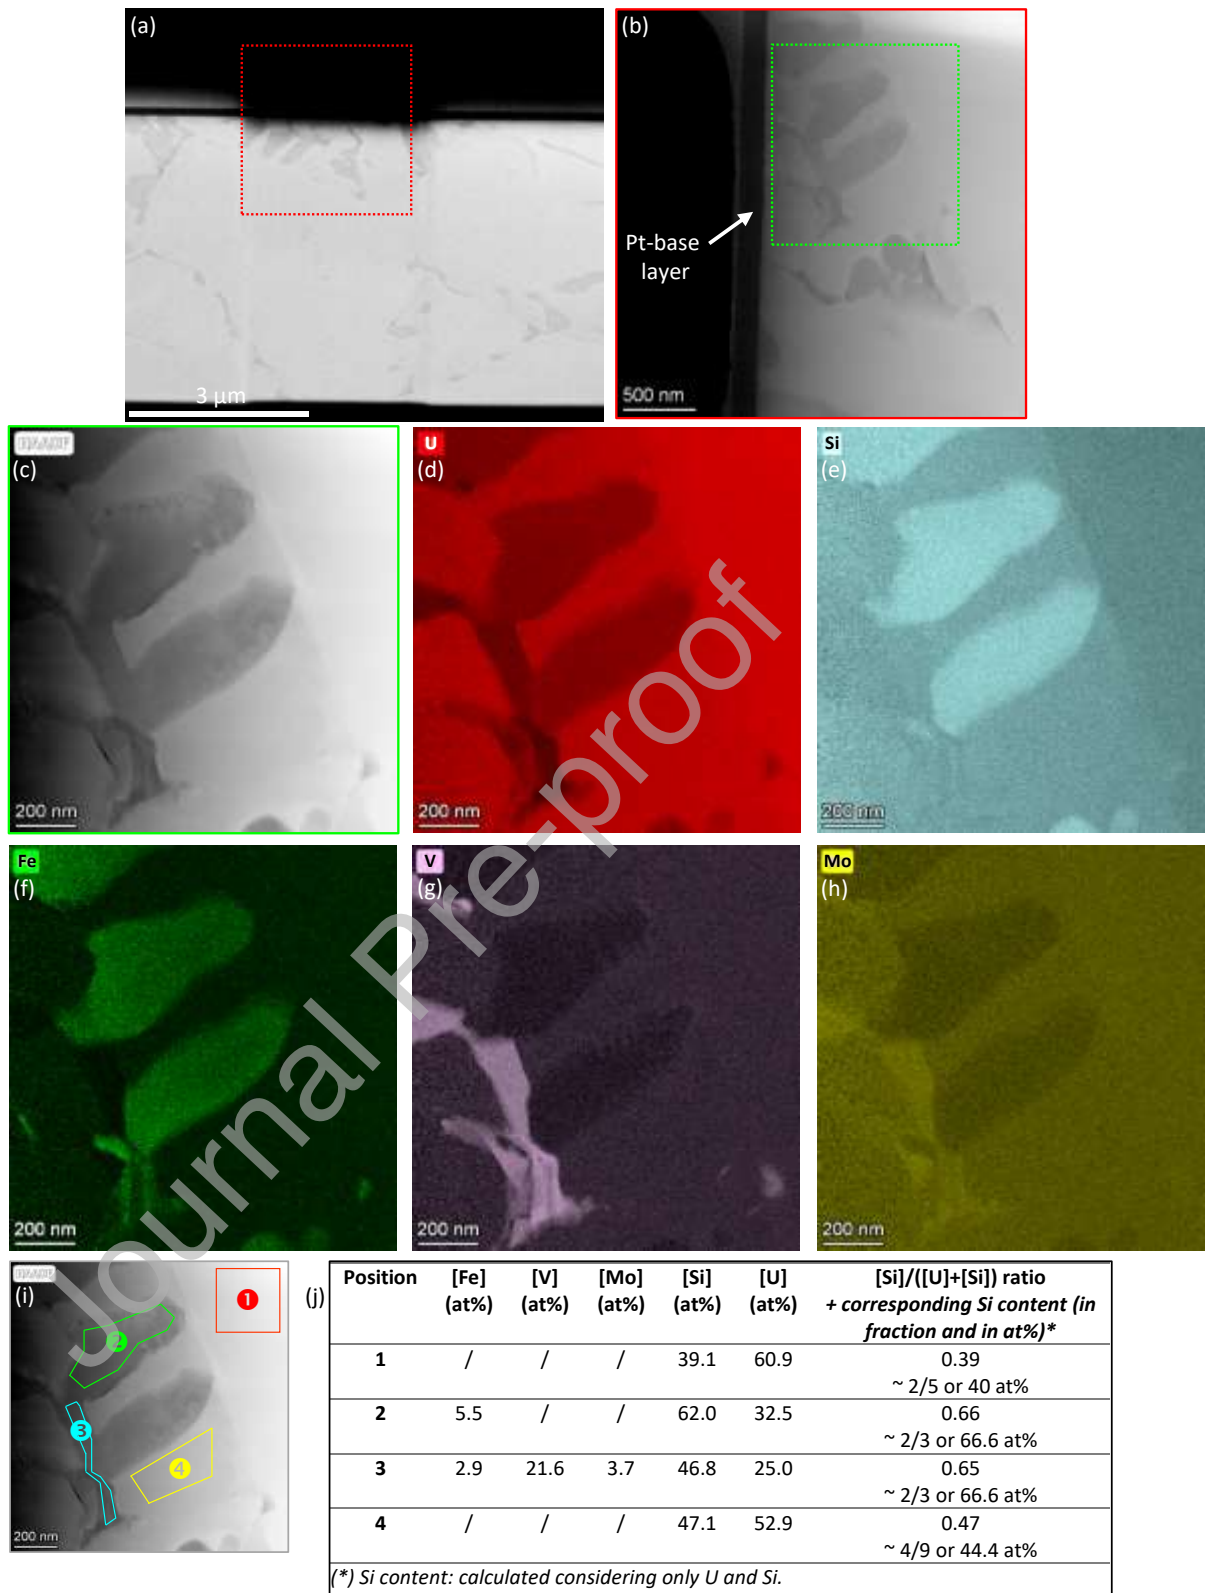 (a)
3 µm
(b)
Pt-base
layer
500 nm
HAADF
(c)
200 nm
U
(d)
200 nm
Si
(e)
200 nm
Fe
(f)
200 nm
V
(g)
200 nm
Mo
(h)
200 nm
Journal Pre-proof
HAADF
(i)
1
2
3
4
200 nm
(j)
Position [Fe] [V] [Mo] [Si] [U] [Si]/([U]+[Si]) ratio
(at%) (at%) (at%) (at%) (at%) + corresponding Si content (in
fraction and in at%)*
1 / / / 39.1 60.9 0.39
~ 2/5 or 40 at%
2 5.5 / / 62.0 32.5 0.66
~ 2/3 or 66.6 at%
3 2.9 21.6 3.7 46.8 25.0 0.65
~ 2/3 or 66.6 at%
4 / / / 47.1 52.9 0.47
~ 4/9 or 44.4 at%
(*) Si content: calculated considering only U and Si.